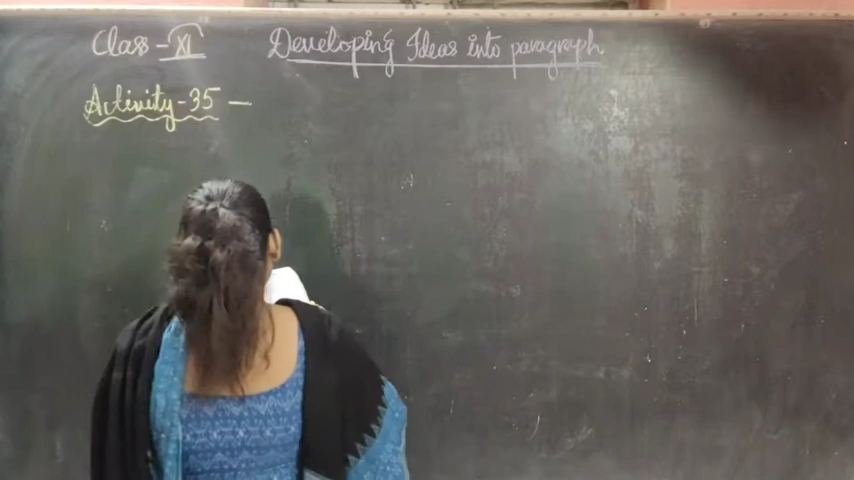 Class - XI
Developing Ideas into paragraph
Activity - 35 -